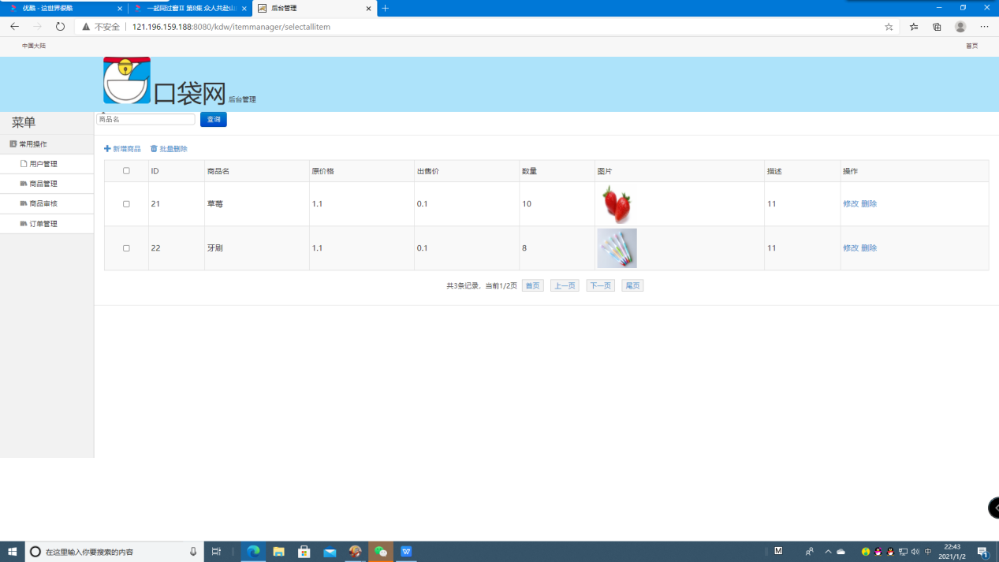 优酷 - 这世界很酷
一起同过窗Ⅱ 第8集 众人共赴山
后台管理
不安全 121.196.159.188:8080/kdw/itemmanager/selectallitem
中国大陆 首页
口袋网 后台管理
菜单
常用操作
用户管理
商品管理
商品审核
订单管理
商品名 查询
新增商品 批量删除
ID 商品名 原价格 出售价 数量 图片 描述 操作
21 草莓 1.1 0.1 10 11 修改 删除
22 牙刷 1.1 0.1 8 11 修改 删除
共3条记录，当前1/2页 首页 上一页 下一页 尾页
在这里输入你要搜索的内容
中
22:43
2021/1/2
1